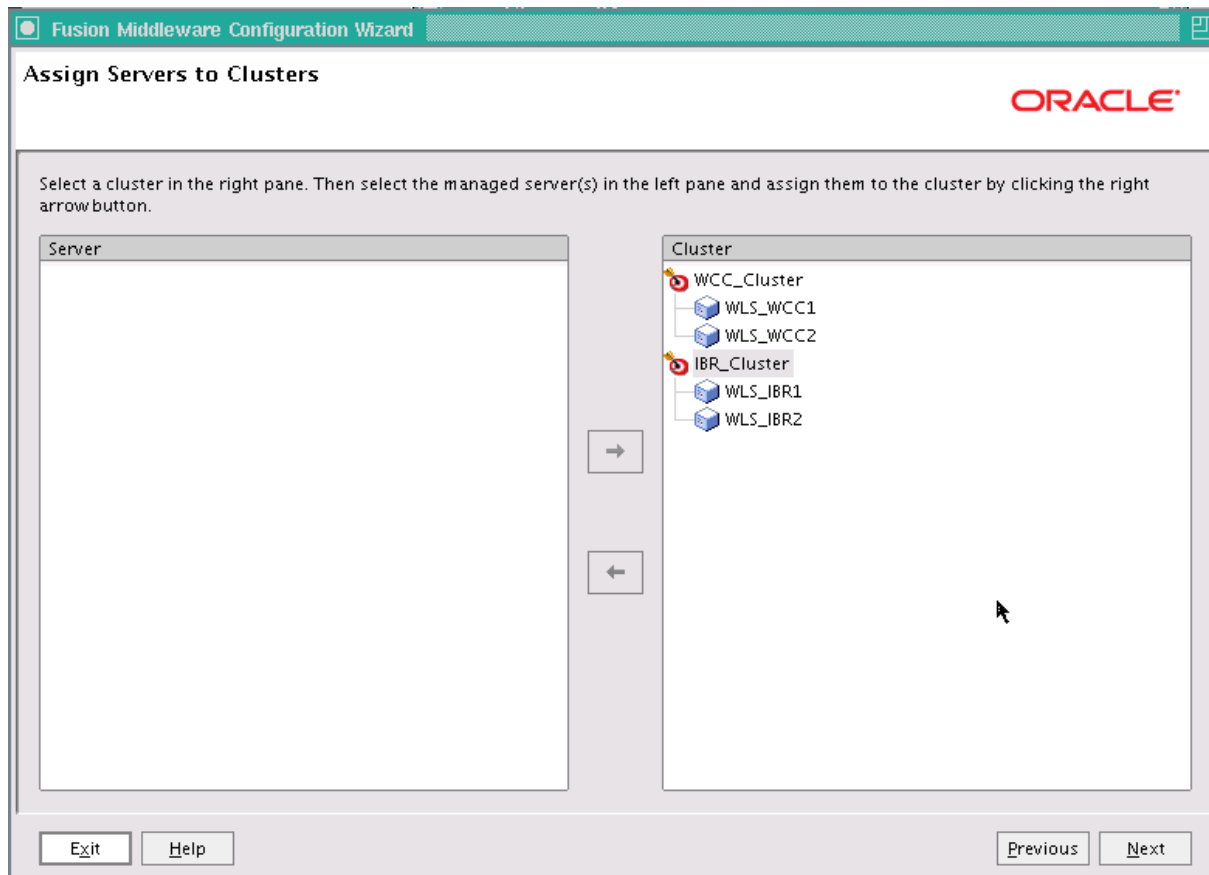 Fusion Middleware Configuration Wizard
Assign Servers to Clusters
ORACLE
Select a cluster in the right pane. Then select the managed server(s) in the left pane and assign them to the cluster by clicking the right
arrow button.
Server
Cluster
WCC_Cluster
WLS_WCC1
WLS_WCC2
IBR_Cluster
WLS_IBR1
WLS_IBR2
Exit
Help
Previous
Next